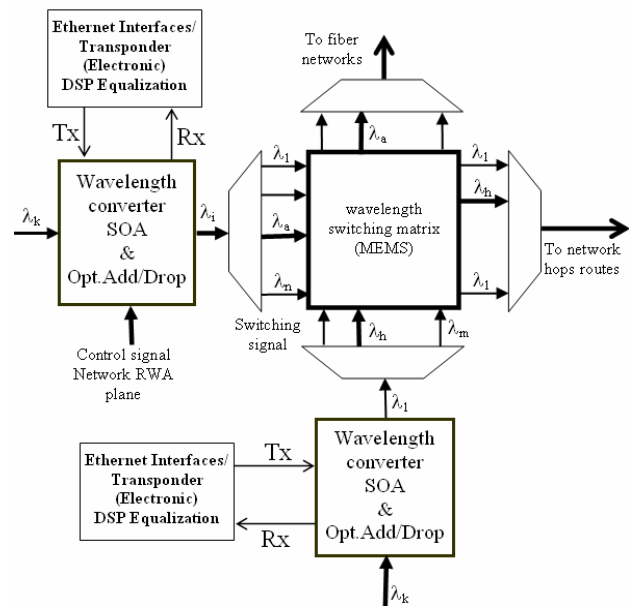 Ethernet Interfaces/
Transponder
(Electronic)
DSP Equalization
Tx
Rx
λk
Wavelength
converter
SOA
&
Opt.Add/Drop
λi
Control signal
Network RWA
plane
To fiber
networks
λa
λ1
λa
λn
Switching
signal
wavelength
switching matrix
(MEMS)
λ1
λh
λ1
To network
hops routes
λh
λm
λ1
Ethernet Interfaces/
Transponder
(Electronic)
DSP Equalization
Tx
Rx
Wavelength
converter
SOA
&
Opt.Add/Drop
λk